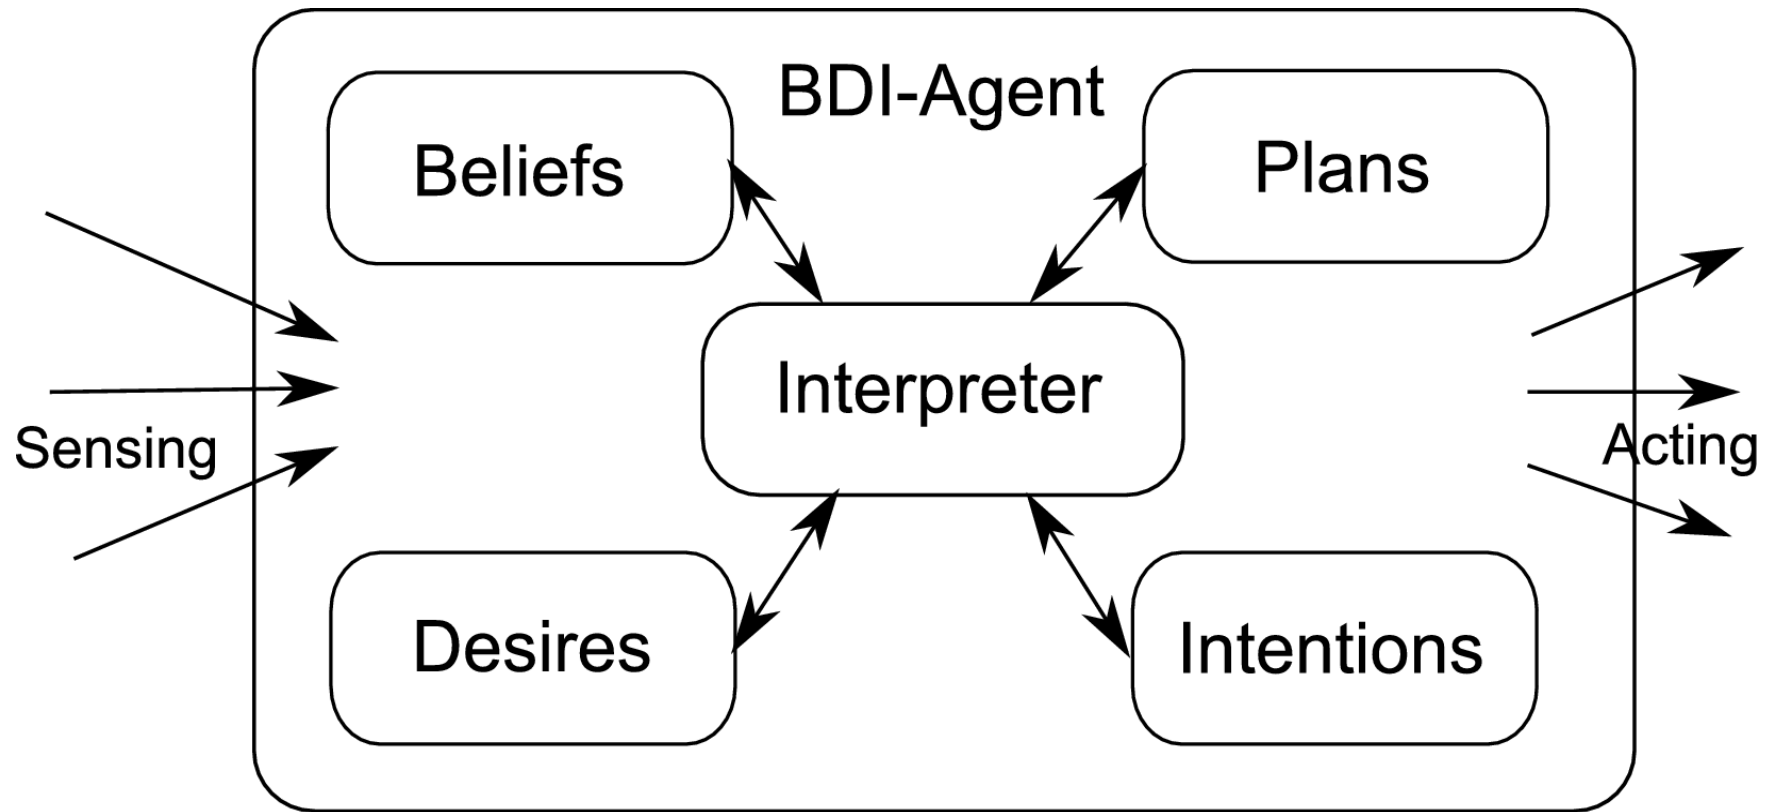 BDI-Agent
Beliefs
Plans
Interpreter
Sensing
Acting
Desires
Intentions